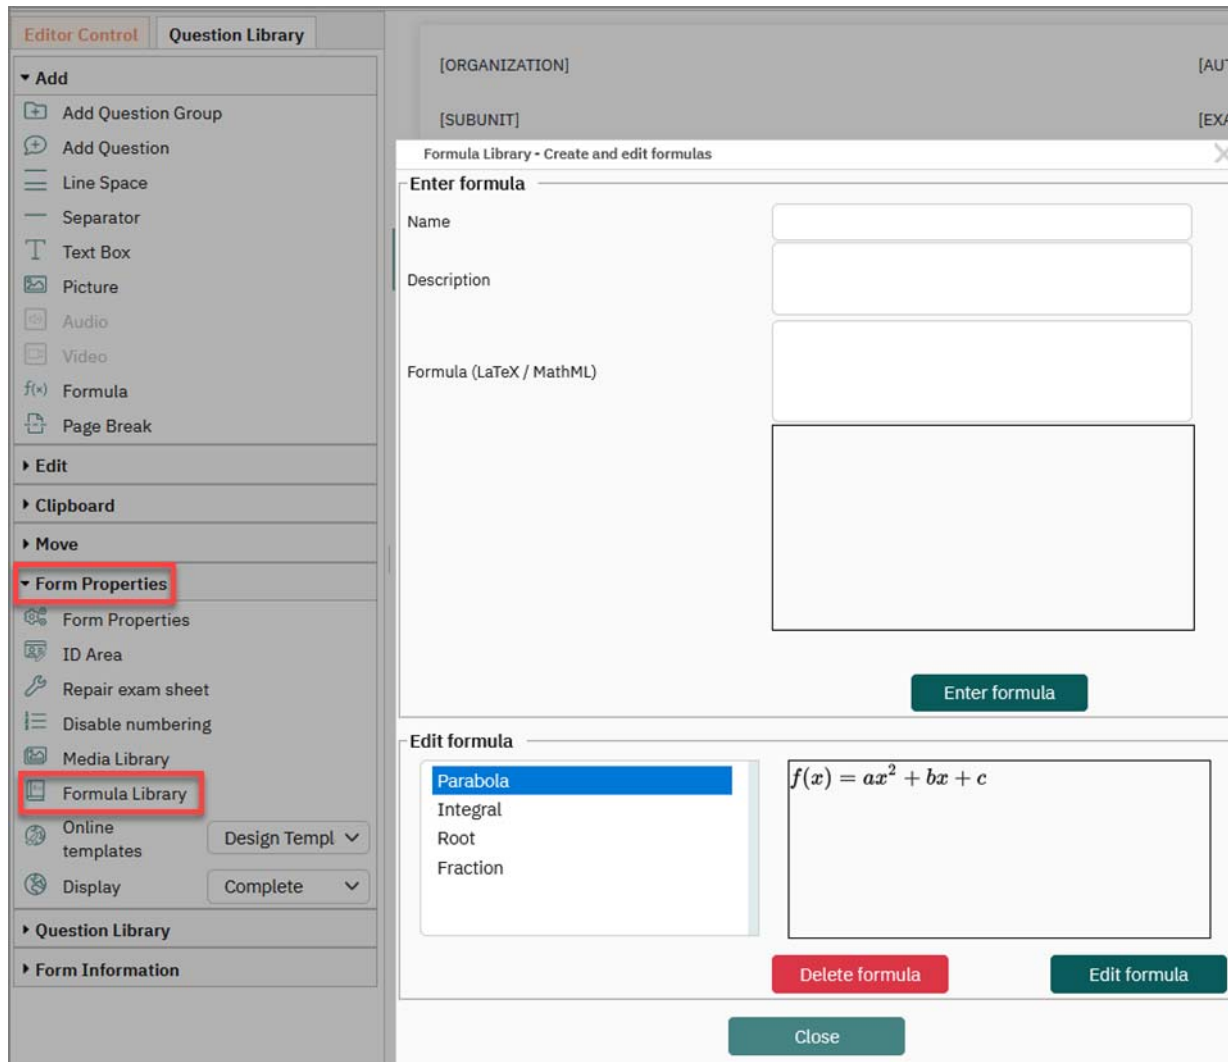 Editor Control
Question Library
Add
Add Question Group
Add Question
Line Space
Separator
Text Box
Picture
Audio
Video
f(x) Formula
Page Break
Edit
Clipboard
Move
Form Properties
Form Properties
ID Area
Repair exam sheet
Disable numbering
Media Library
Formula Library
Online
templates
Design Templ
Display
Complete
Question Library
Form Information
[ORGANIZATION]
[AUT
[SUBUNIT]
[EXA
Formula Library - Create and edit formulas
Enter formula
Name
Description
Formula (LaTeX / MathML)
Enter formula
Edit formula
Parabola
Integral
Root
Fraction
f(x) = ax² + bx + c
Delete formula
Edit formula
Close